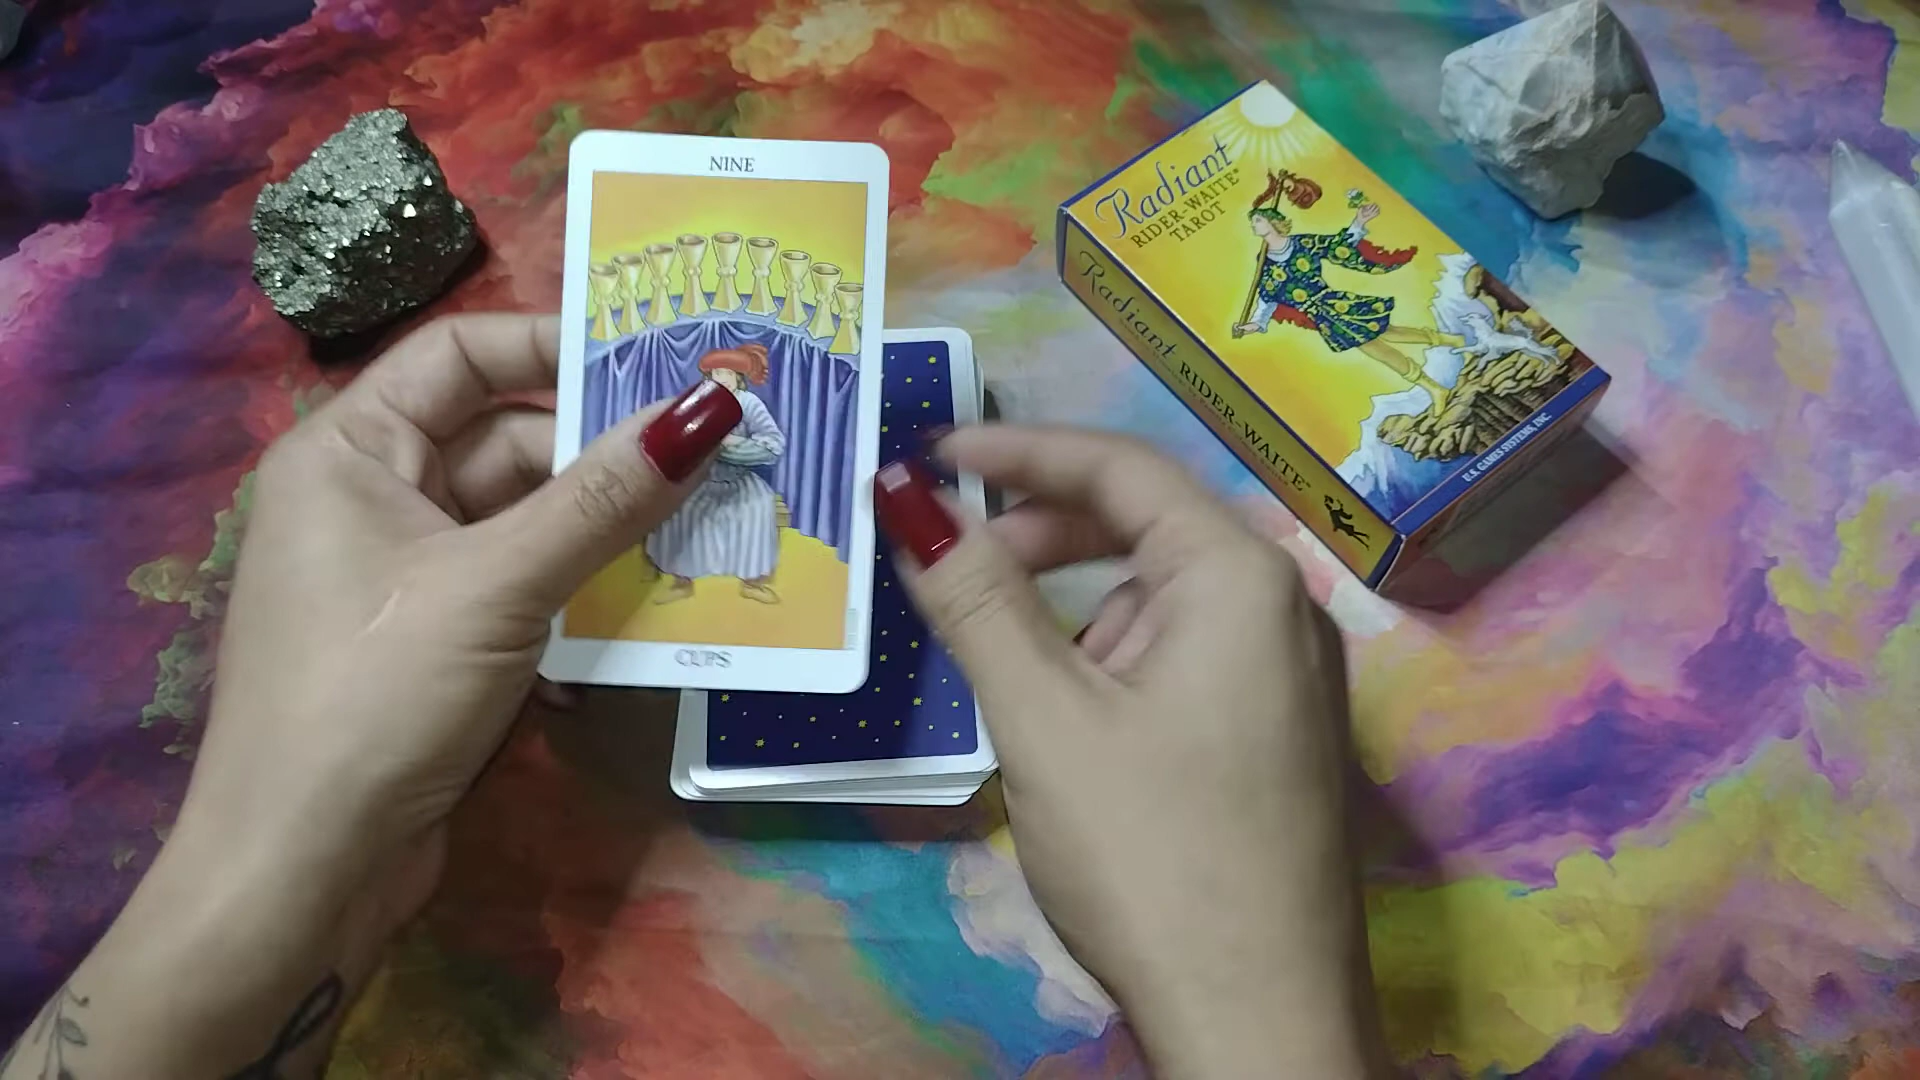 NINE
CUPS
Radiant
RIDER-WAITE®
TAROT
Radiant RIDER-WAITE®
U.S. GAMES SYSTEMS, INC.